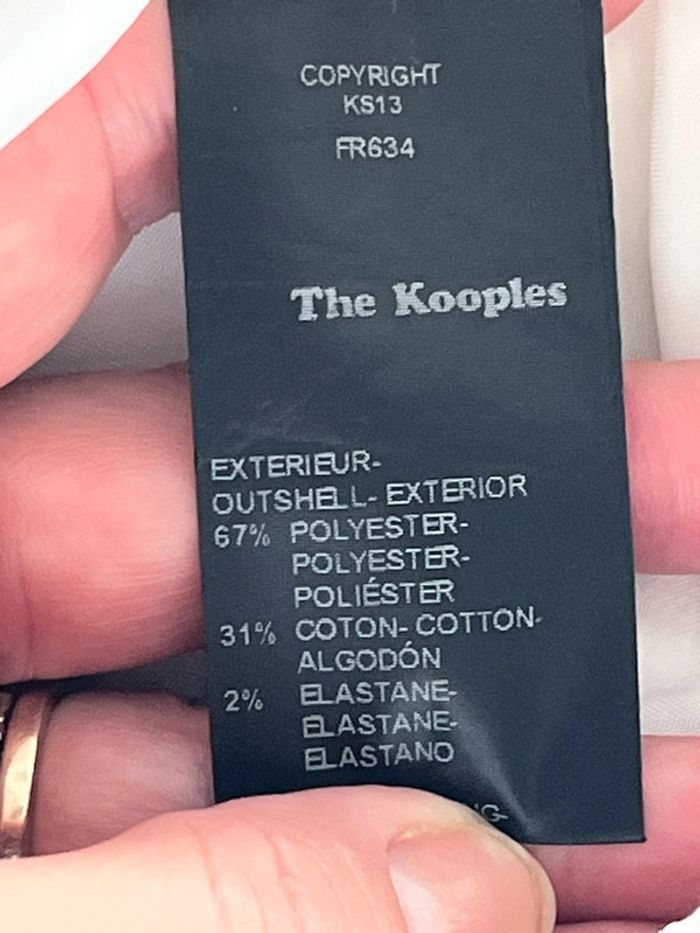 COPYRIGHT
KS13
FR634
The Kooples
EXTERIEUR-
OUTSHELL- EXTERIOR
67% POLYESTER-
POLYESTER-
POLIÉSTER
31% COTON- COTTON-
ALGODÓN
2% ELASTANE-
ELASTANE-
ELASTANO